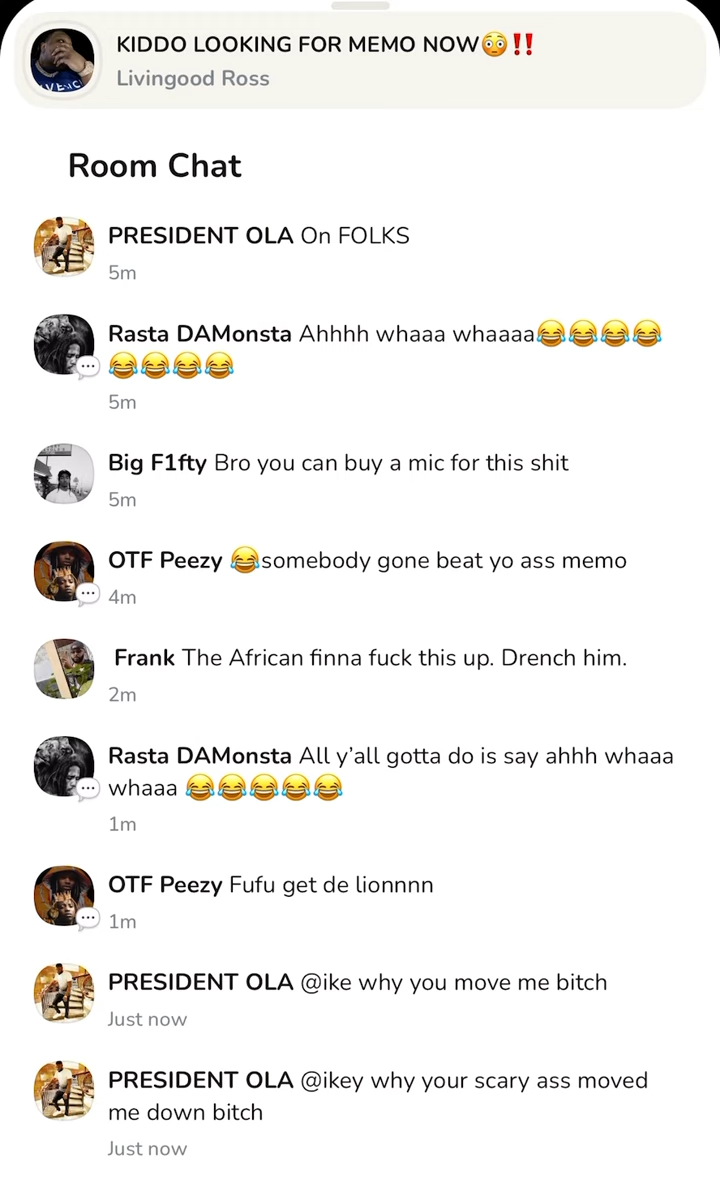 KIDDO LOOKING FOR MEMO NOW😳‼️
Livingood Ross
Room Chat
PRESIDENT OLA On FOLKS
5m
Rasta DAMonsta Ahhhh whaaa whaaaa😂😂😂😂
😂😂😂😂
5m
Big F1fty Bro you can buy a mic for this shit
5m
OTF Peezy 😂somebody gone beat yo ass memo
4m
Frank The African finna fuck this up. Drench him.
2m
Rasta DAMonsta All y’all gotta do is say ahhh whaaa
whaaa 😂😂😂😂😂
1m
OTF Peezy Fufu get de lionnnn
1m
PRESIDENT OLA @ike why you move me bitch
Just now
PRESIDENT OLA @ikey why your scary ass moved
me down bitch
Just now